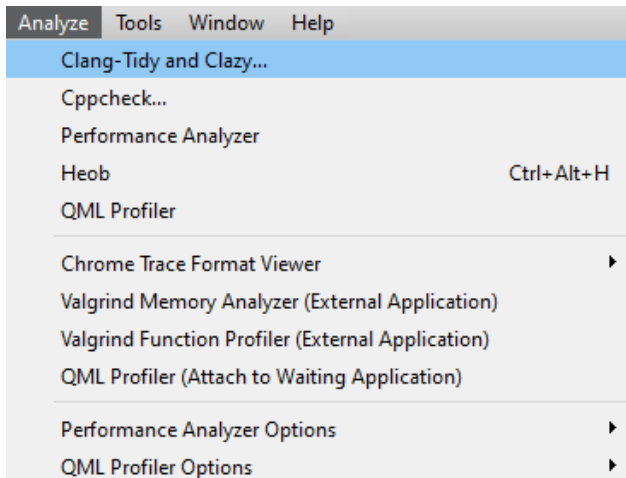 Analyze Tools Window Help
Clang-Tidy and Clazy...
Cppcheck...
Performance Analyzer
Heob Ctrl+Alt+H
QML Profiler
Chrome Trace Format Viewer
Valgrind Memory Analyzer (External Application)
Valgrind Function Profiler (External Application)
QML Profiler (Attach to Waiting Application)
Performance Analyzer Options
QML Profiler Options